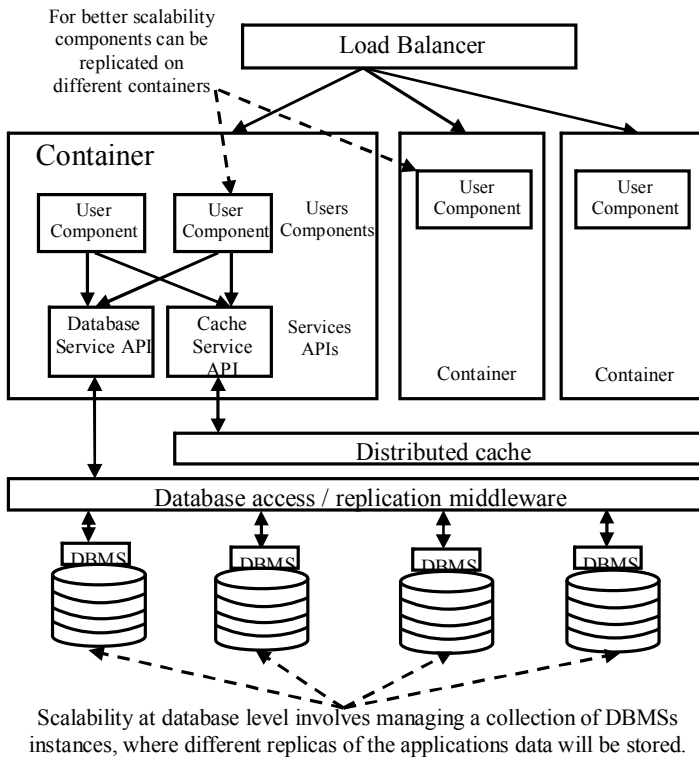 For better scalability
components can be
replicated on
different containers
Load Balancer
Container
User
Component
User
Component
Users
Components
User
Component
User
Component
Database
Service API
Cache
Service
API
Services
APIs
Container
Container
Distributed cache
Database access / replication middleware
DBMS
DBMS
DBMS
DBMS
Scalability at database level involves managing a collection of DBMSs
instances, where different replicas of the applications data will be stored.